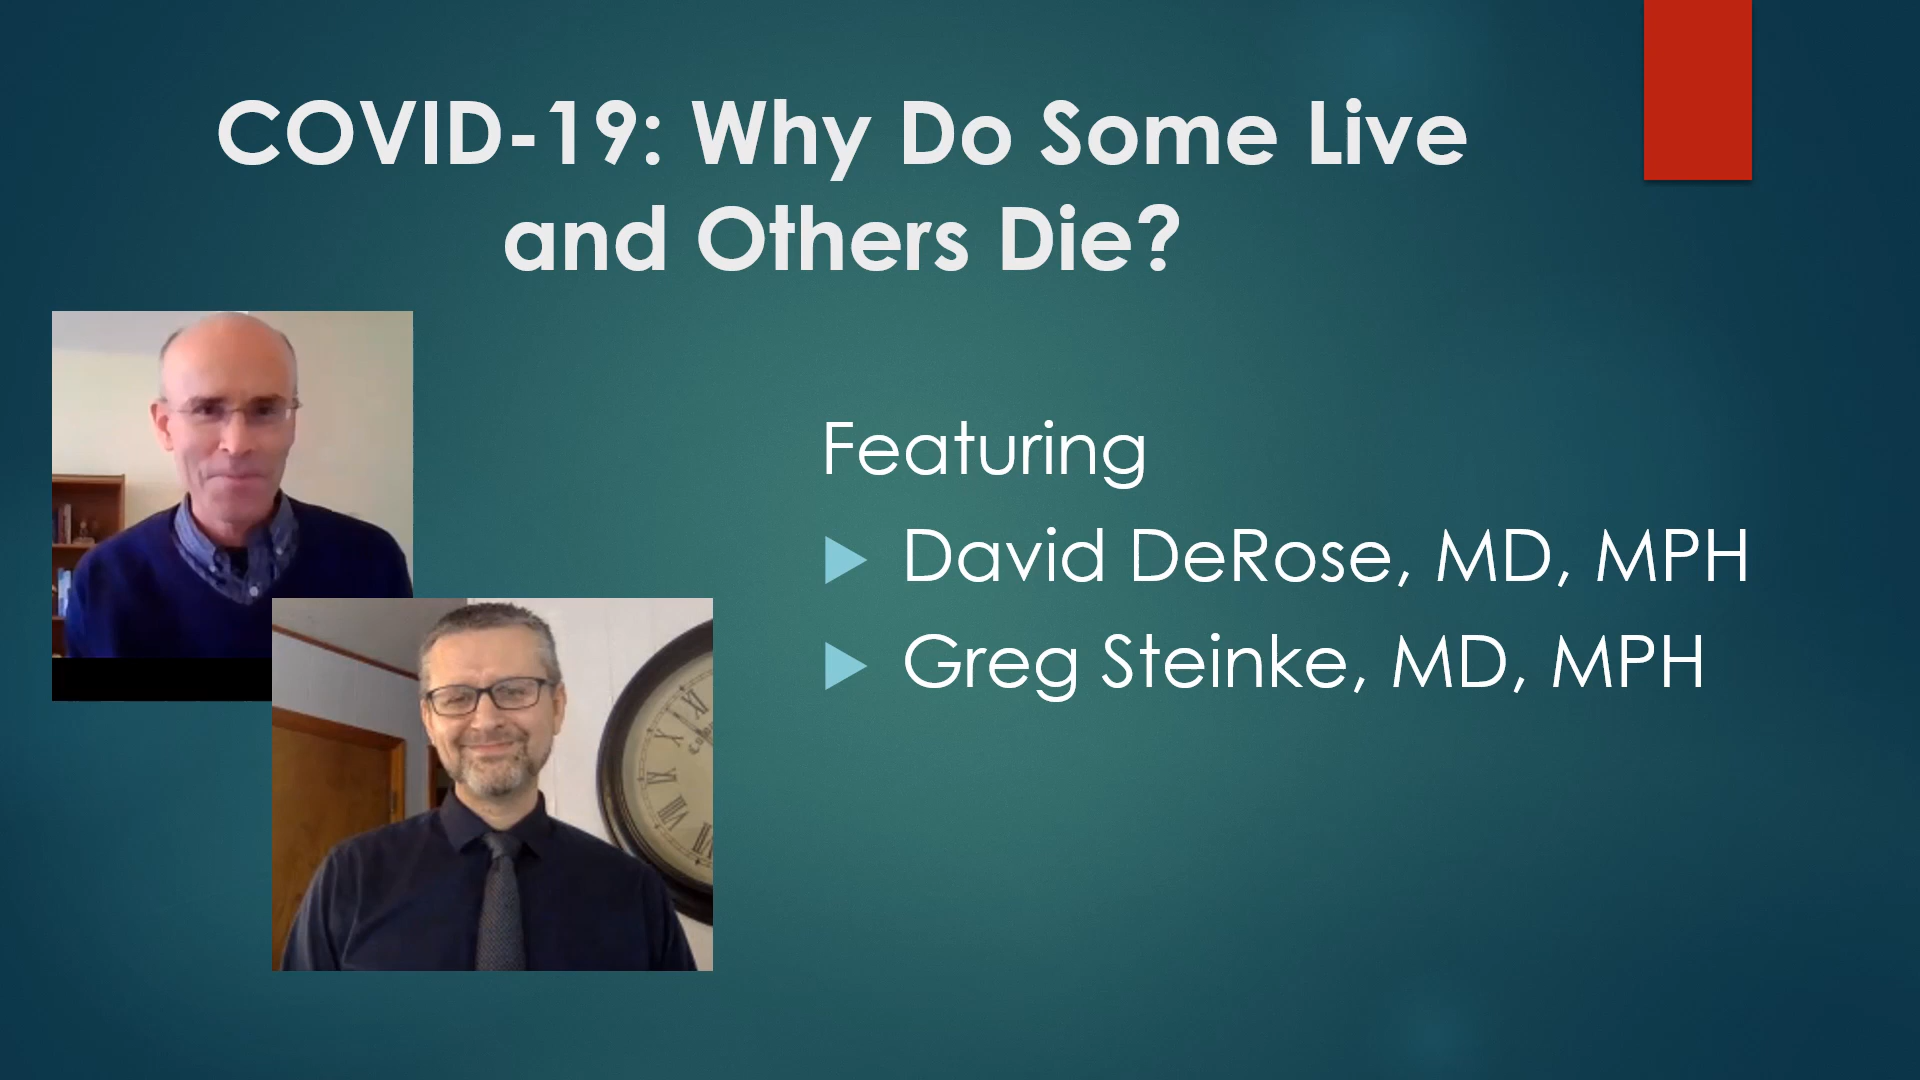 COVID-19: Why Do Some Live
and Others Die?
Featuring
David DeRose, MD, MPH
Greg Steinke, MD, MPH